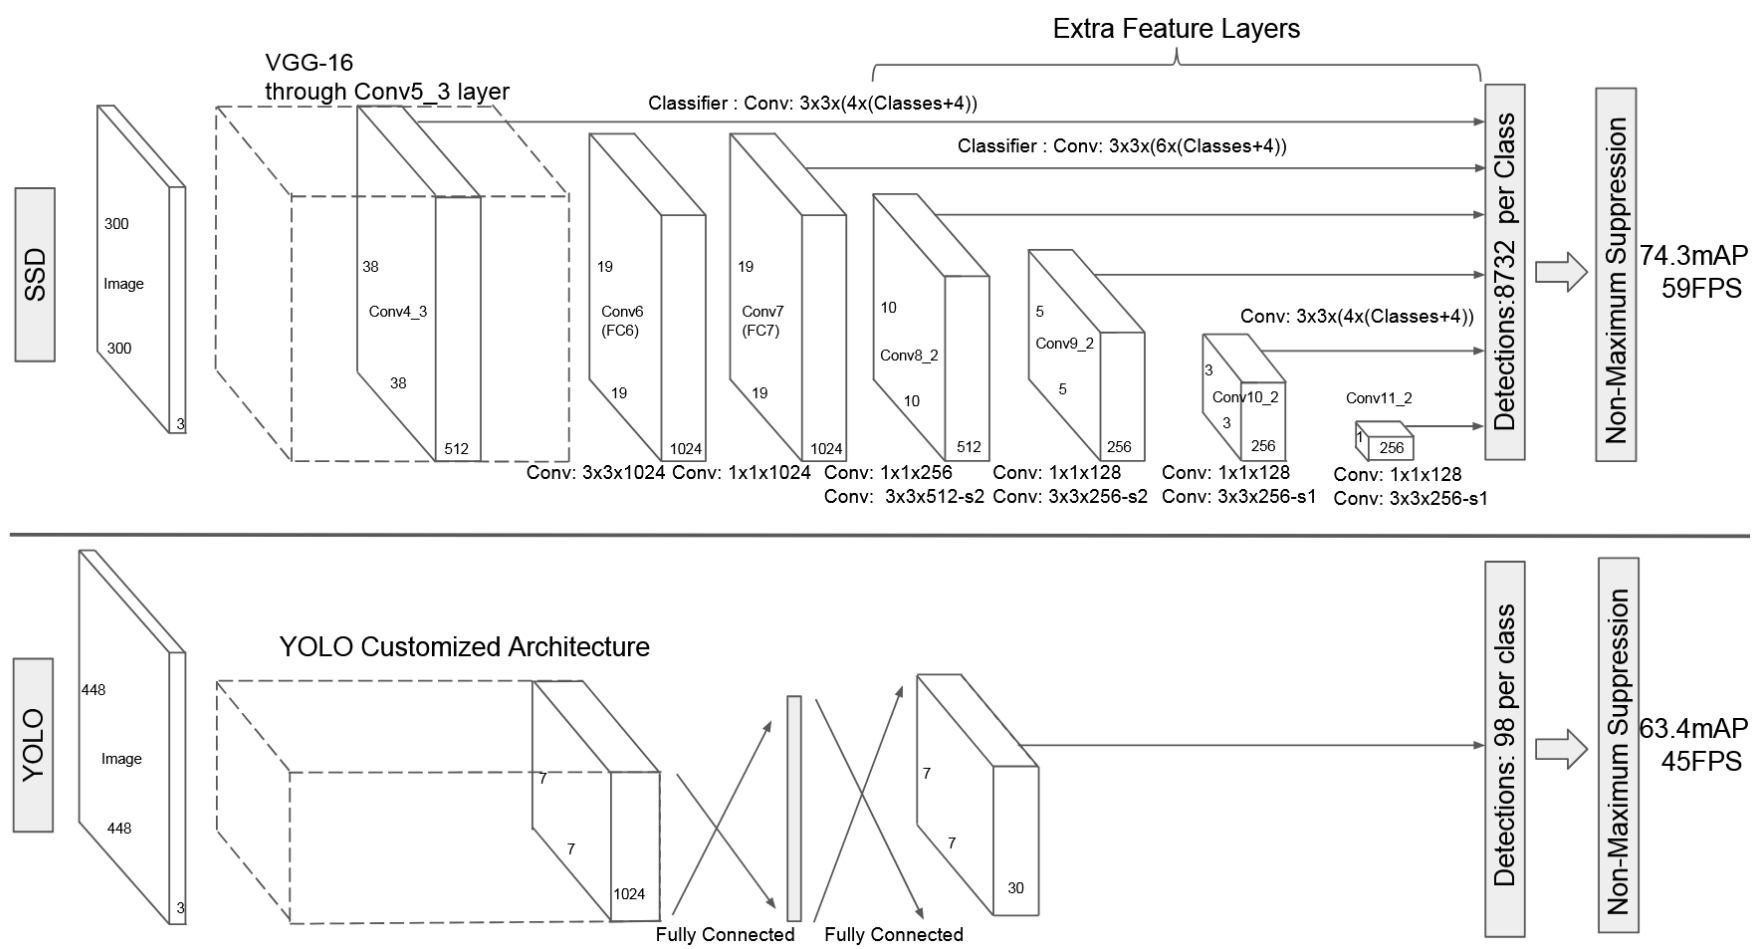 Extra Feature Layers
VGG-16
through Conv5_3 layer
Classifier : Conv: 3x3x(4x(Classes+4))
Classifier : Conv: 3x3x(6x(Classes+4))
SSD
300
Image
300
3
38
Conv4_3
38
512
19
Conv6
(FC6)
19
1024
19
Conv7
(FC7)
19
1024
10
Conv8_2
10
512
5
Conv9_2
5
256
Conv: 3x3x(4x(Classes+4))
3
Conv10_2
3
256
Conv11_2
1
256
Detections:8732 per Class
Non-Maximum Suppression
74.3mAP
59FPS
Conv: 3x3x1024
Conv: 1x1x1024
Conv: 1x1x256
Conv: 3x3x512-s2
Conv: 1x1x128
Conv: 3x3x256-s2
Conv: 1x1x128
Conv: 3x3x256-s1
Conv: 1x1x128
Conv: 3x3x256-s1
YOLO
448
Image
448
3
YOLO Customized Architecture
7
7
1024
Fully Connected
Fully Connected
7
7
30
Detections: 98 per class
Non-Maximum Suppression
63.4mAP
45FPS